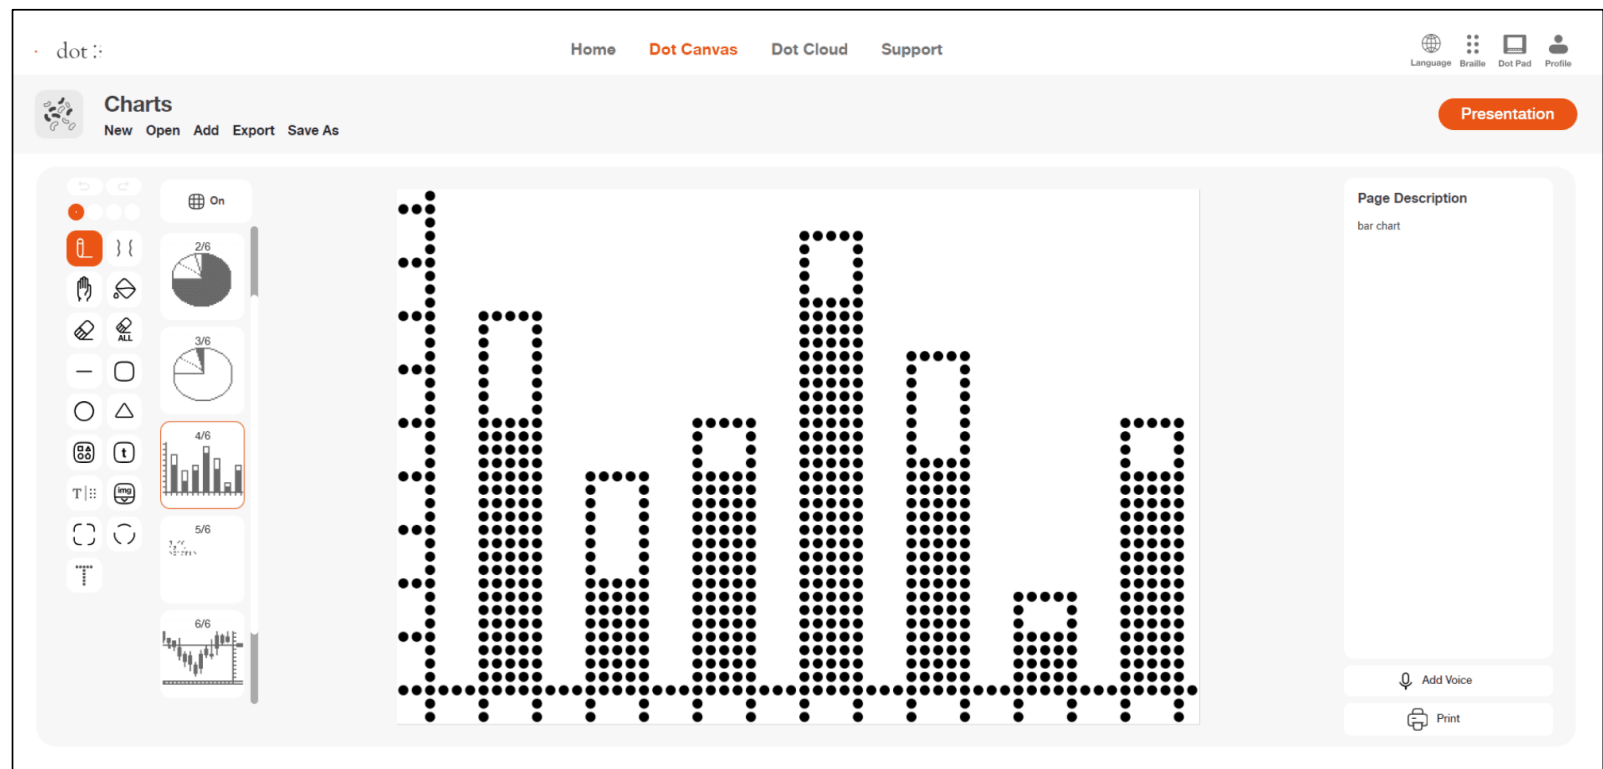 dot
Home Dot Canvas Dot Cloud Support
Language Braille Dot Pad Profile
Charts
New Open Add Export Save As
Presentation
On
2/6
3/6
4/6
5/6
6/6
ALL
t
T
img
T
Page Description
bar chart
Add Voice
Print